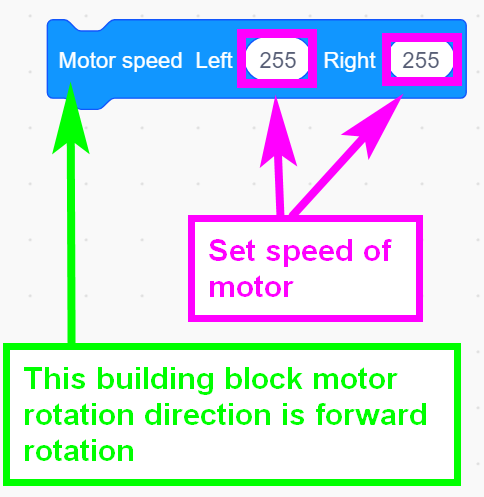 Motor speed Left 255 Right 255
Set speed of
motor
This building block motor
rotation direction is forward
rotation